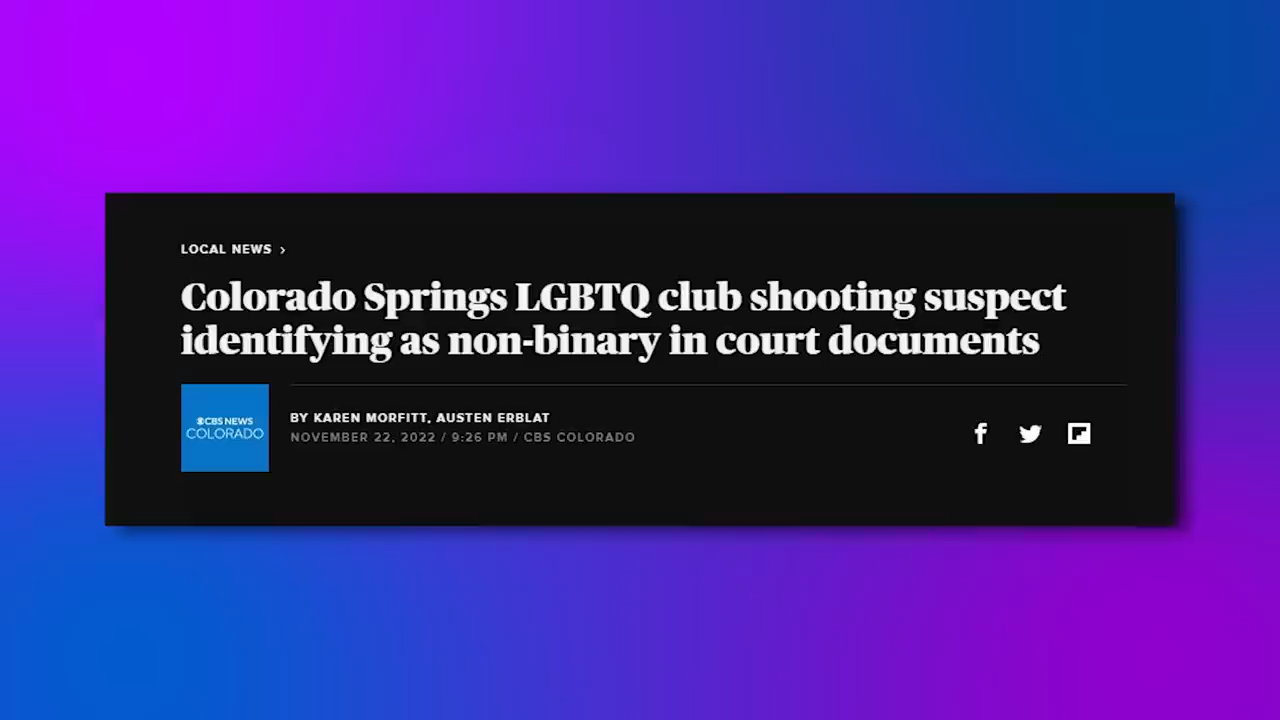 LOCAL NEWS ›
Colorado Springs LGBTQ club shooting suspect
identifying as non-binary in court documents
CBS NEWS
COLORADO
BY KAREN MORFITT, AUSTEN ERBLAT
NOVEMBER 22, 2022 / 9:26 PM / CBS COLORADO